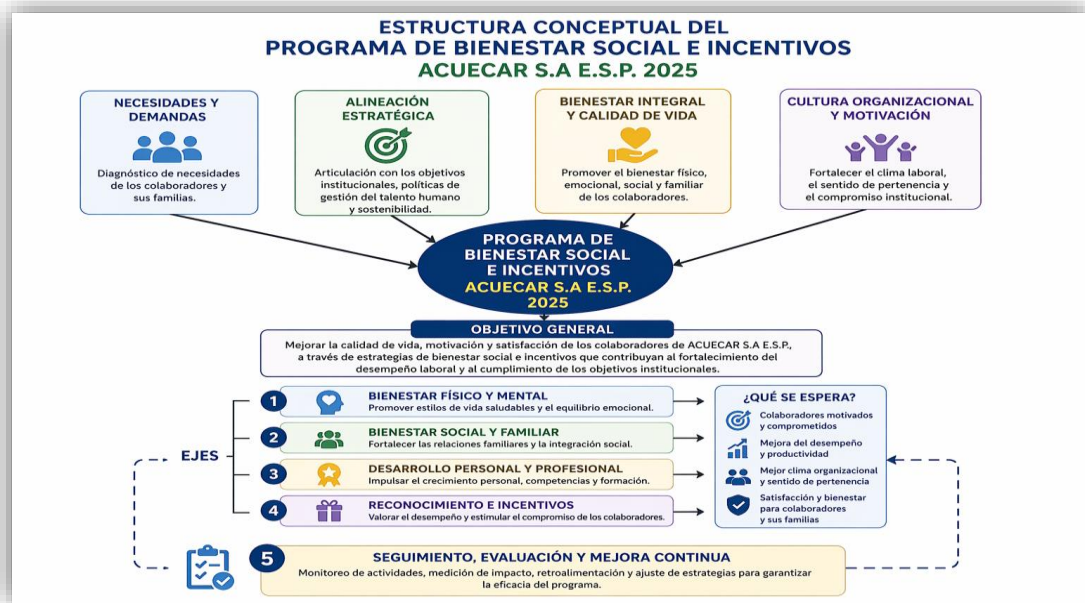 ESTRUCTURA CONCEPTUAL DEL
PROGRAMA DE BIENESTAR SOCIAL E INCENTIVOS
ACUECAR S.A E.S.P. 2025
NECESIDADES Y
DEMANDAS
Diagnóstico de necesidades
de los colaboradores y
sus familias.
ALINEACIÓN
ESTRATÉGICA
Articulación con los objetivos
institucionales, políticas de
gestión del talento humano
y sostenibilidad.
BIENESTAR INTEGRAL
Y CALIDAD DE VIDA
Promover el bienestar físico,
emocional, social y familiar
de los colaboradores.
CULTURA ORGANIZACIONAL
Y MOTIVACIÓN
Fortalecer el clima laboral,
el sentido de pertenencia y
el compromiso institucional.
PROGRAMA DE
BIENESTAR SOCIAL
E INCENTIVOS
ACUECAR S.A E.S.P.
2025
OBJETIVO GENERAL
Mejorar la calidad de vida, motivación y satisfacción de los colaboradores de ACUECAR S.A E.S.P.,
a través de estrategias de bienestar social e incentivos que contribuyan al fortalecimiento del
desempeño laboral y al cumplimiento de los objetivos institucionales.
EJES
1
BIENESTAR FÍSICO Y MENTAL
Promover estilos de vida saludables y el equilibrio emocional.
2
BIENESTAR SOCIAL Y FAMILIAR
Fortalecer las relaciones familiares y la integración social.
3
DESARROLLO PERSONAL Y PROFESIONAL
Impulsar el crecimiento personal, competencias y formación.
4
RECONOCIMIENTO E INCENTIVOS
Valorar el desempeño y estimular el compromiso de los colaboradores.
¿QUÉ SE ESPERA?
Colaboradores motivados
y comprometidos
Mejora del desempeño
y productividad
Mejor clima organizacional
y sentido de pertenencia
Satisfacción y bienestar
para colaboradores
y sus familias
5
SEGUIMIENTO, EVALUACIÓN Y MEJORA CONTINUA
Monitoreo de actividades, medición de impacto, retroalimentación y ajuste de estrategias para garantizar
la eficacia del programa.